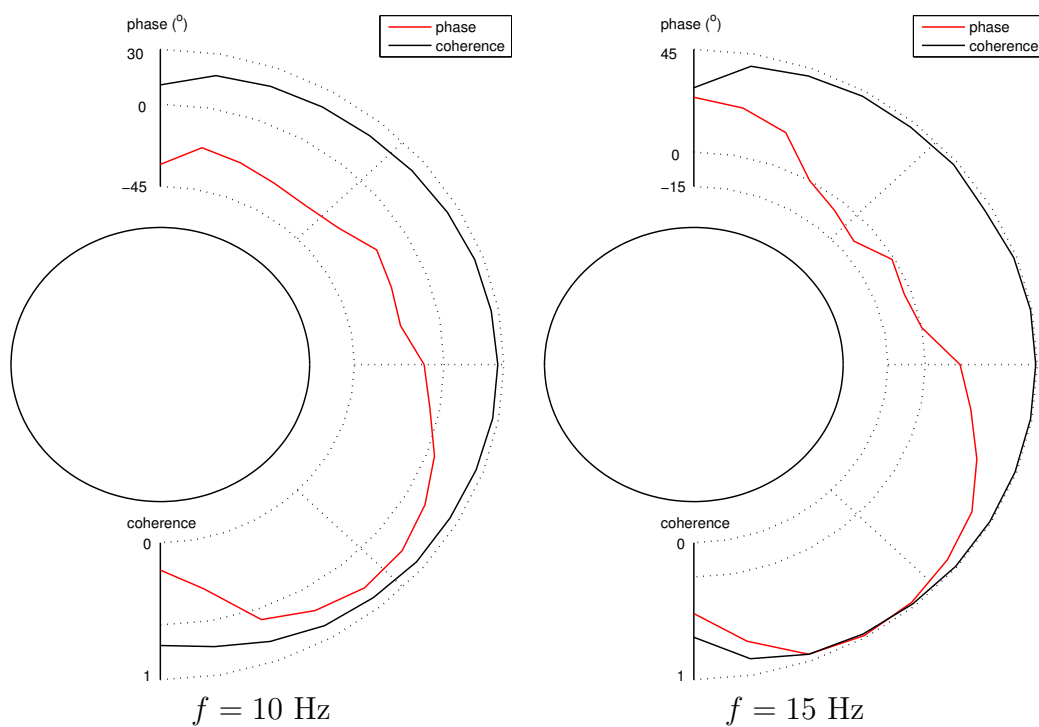 phase (o)
phase
coherence
30
0
−45
coherence
0
1
f = 10 Hz
phase (o)
phase
coherence
45
0
−15
coherence
0
1
f = 15 Hz